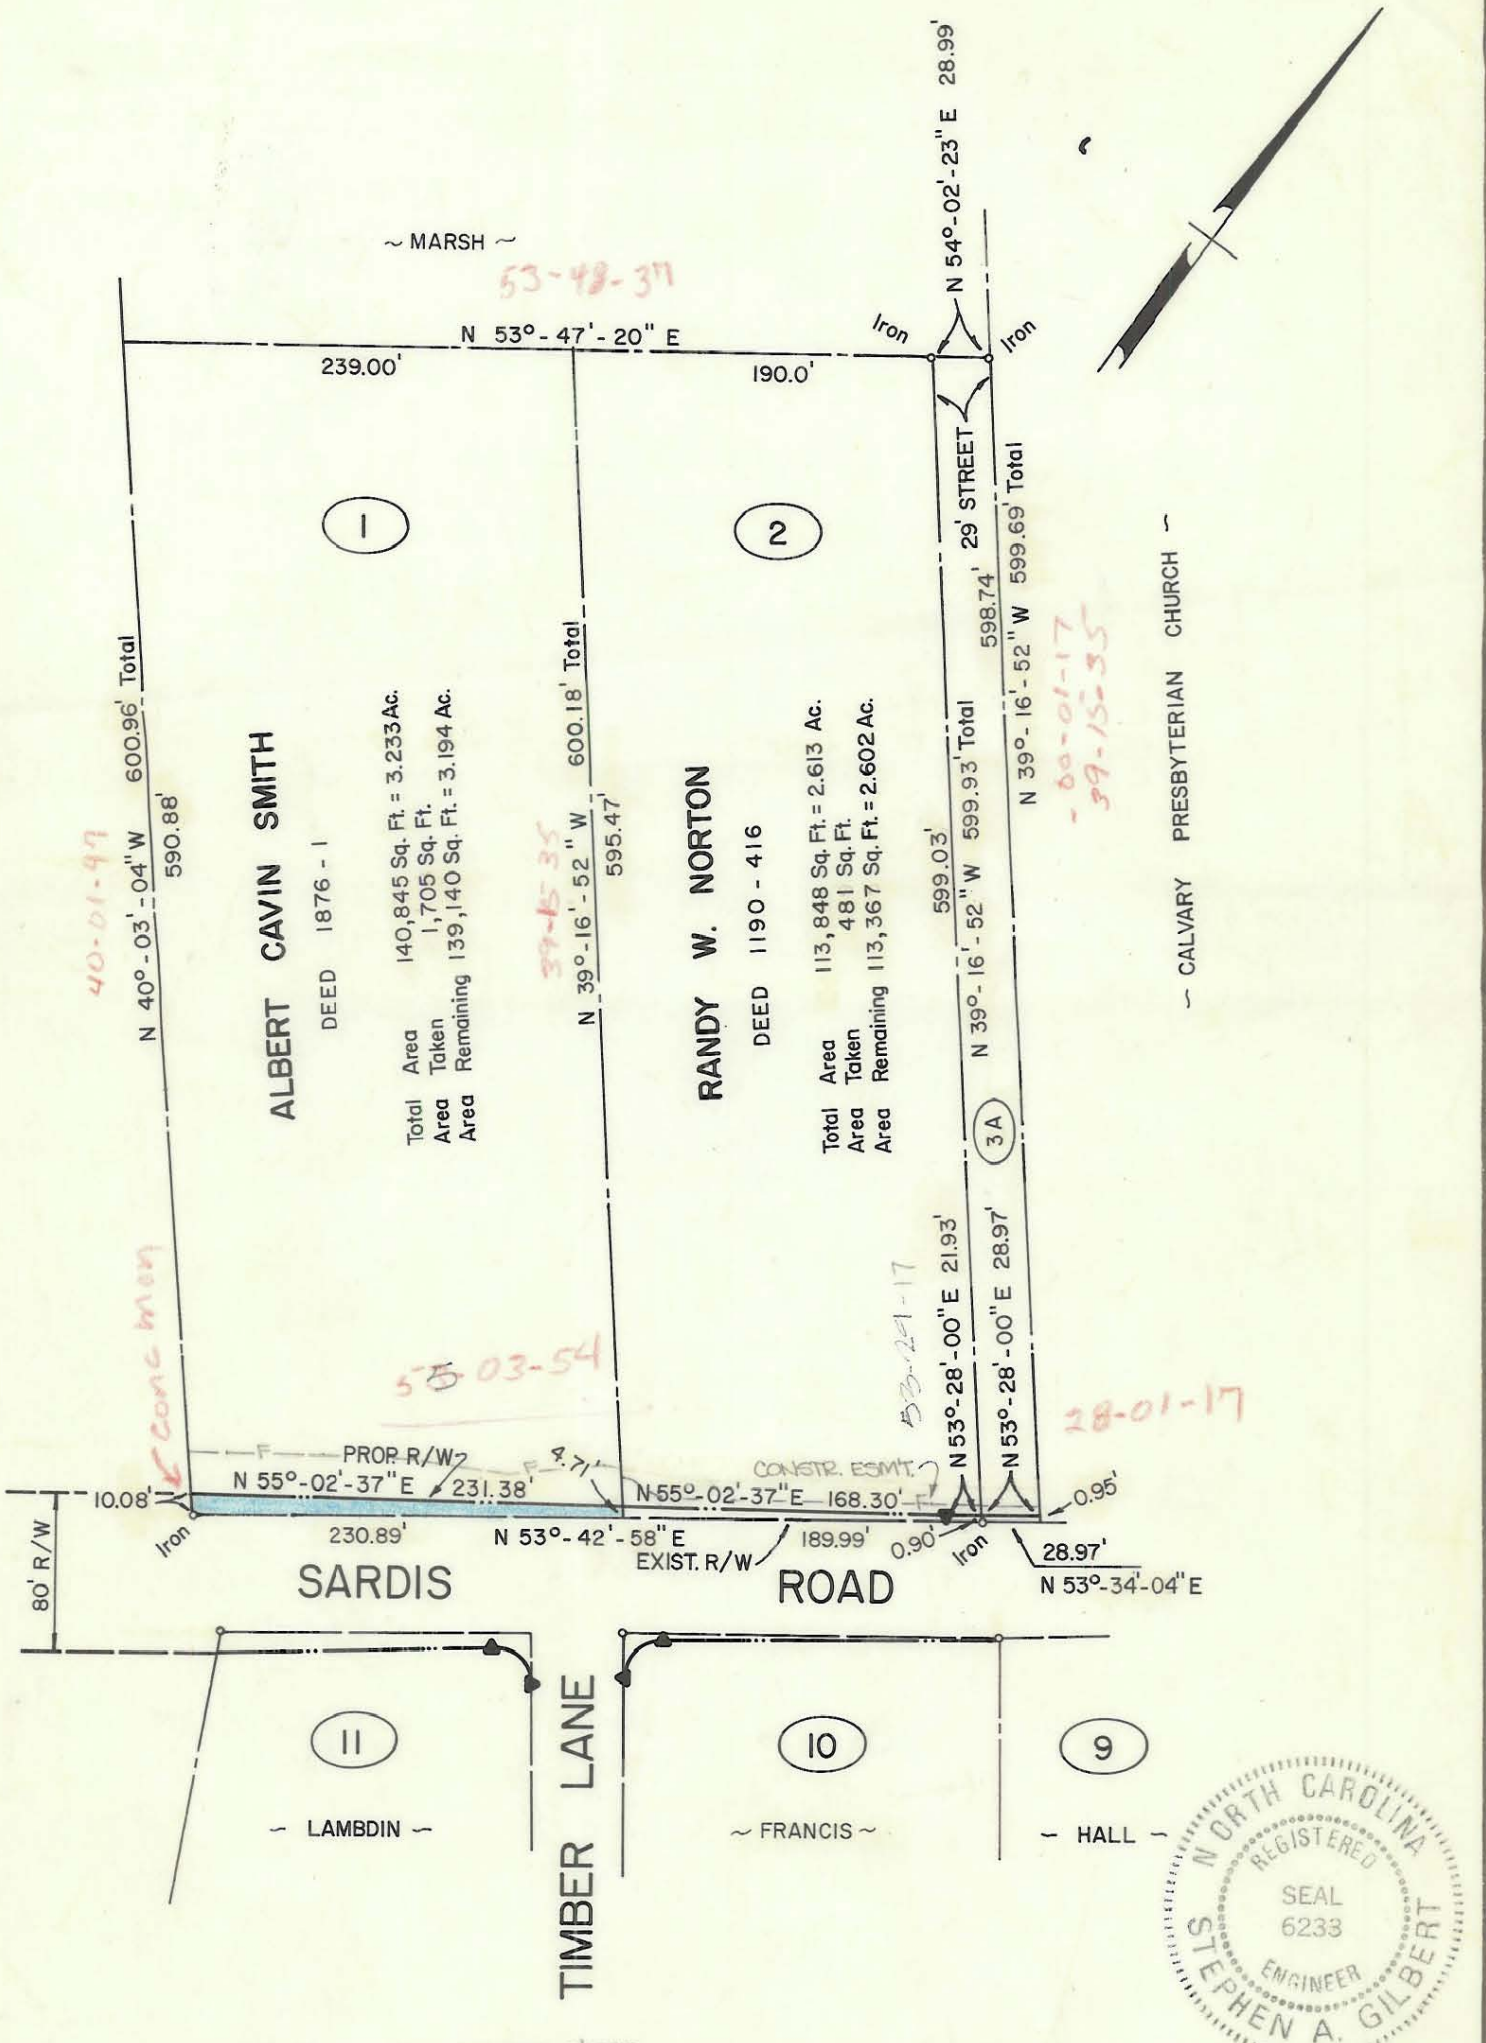 N 54°-02'-23" E 28.99'
~ MARSH ~
53-48-37
N 53°-47'-20" E
239.00'
190.0'
Iron
Iron
29' STREET
1
2
N 40°-03'-04" W 600.96' Total
590.88'
40-01-47
ALBERT CAVIN SMITH
DEED 1876-1
Total Area 140,845 Sq. Ft. = 3.233 Ac.
Area Taken 1,705 Sq. Ft.
Area Remaining 139,140 Sq. Ft. = 3.194 Ac.
39-15-35
N 39°-16'-52" W 600.18' Total
595.47'
RANDY W. NORTON
DEED 1190-416
Total Area 113,848 Sq. Ft. = 2.613 Ac.
Area Taken 481 Sq. Ft.
Area Remaining 113,367 Sq. Ft. = 2.602 Ac.
599.03'
N 39°-16'-52" W 599.93' Total
598.74'
N 39°-16'-52" W 599.69' Total
-00-01-17
39-15-35
~ CALVARY PRESBYTERIAN CHURCH ~
3A
conc mon
55-03-54
53-29-17
N 53°-28'-00" E 21.93'
N 53°-28'-00" E 28.97'
28-01-17
F
PROP. R/W
F
4.71'
CONSTR. ESM'T.
F
10.08'
N 55°-02'-37" E 231.38'
N 55°-02'-37" E 168.30'
0.95'
Iron
230.89'
N 53°-42'-58" E
189.99'
EXIST. R/W
0.90'
Iron
28.97'
N 53°-34'-04" E
80' R/W
SARDIS ROAD
TIMBER LANE
11
10
9
~ LAMBDIN ~
~ FRANCIS ~
~ HALL ~
NORTH CAROLINA
REGISTERED
SEAL
6233
ENGINEER
STEPHEN A. GILBERT